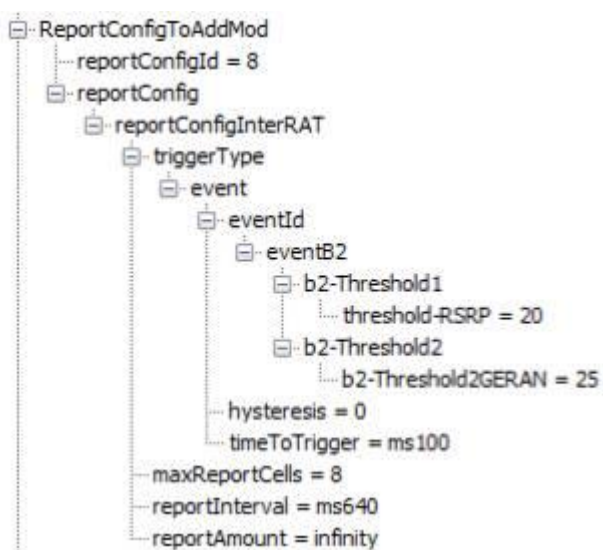 ReportConfigToAddMod
reportConfigId = 8
reportConfig
reportConfigInterRAT
triggerType
event
eventId
eventB2
b2-Threshold1
threshold-RSRP = 20
b2-Threshold2
b2-Threshold2GERAN = 25
hysteresis = 0
timeToTrigger = ms100
maxReportCells = 8
reportInterval = ms640
reportAmount = infinity